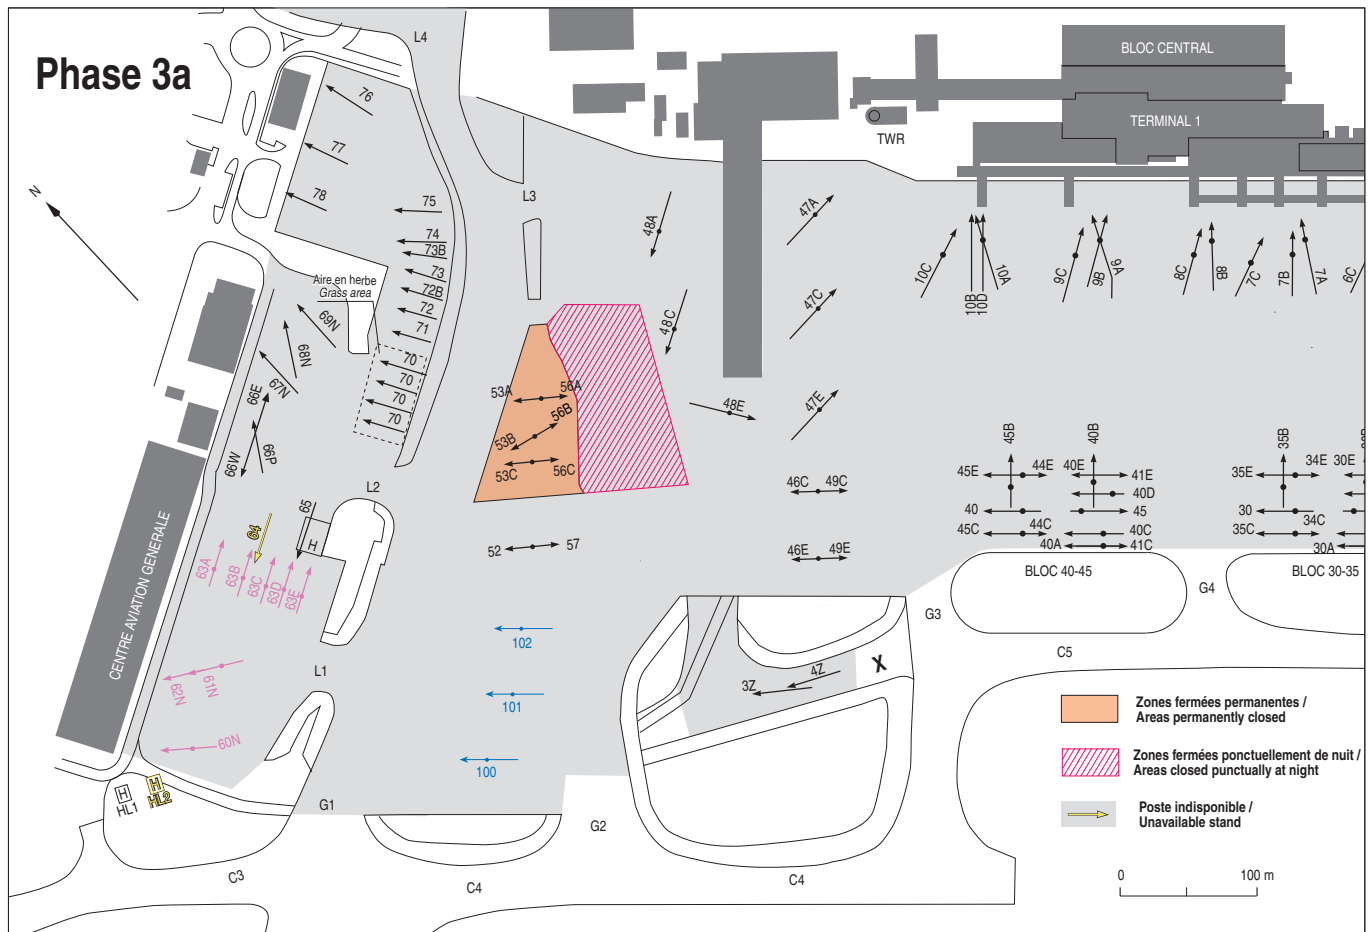 Phase 3a
L4
BLOC CENTRAL
TERMINAL 1
TWR
N
76
77
78
75
74
73B
73
72B
72
71
70
70
70
70
Aire en herbe
Grass area
L3
48A
47A
10C
10B
10D
10A
9C
9B
9A
8C
8B
7C
7B
7A
6C
69N
68N
67N
66E
66W
66P
48C
47C
53A
56A
56B
53B
53C
56C
48E
47E
45B
40B
35B
45E
44E
40E
41E
35E
34E
30E
40D
46C
49C
40
45
30
34C
45C
44C
40C
35C
40A
41C
30A
46E
49E
L2
65
H
64
52
57
63A
63B
63C
63D
63E
CENTRE AVIATION GENERALE
BLOC 40-45
BLOC 30-35
G4
G3
C5
102
L1
62N
61N
101
3Z
4Z
X
60N
100
H
HL1
H
HL2
G1
G2
C3
C4
C4
Zones fermées permanentes /
Areas permanently closed
Zones fermées ponctuellement de nuit /
Areas closed punctually at night
Poste indisponible /
Unavailable stand
0
100 m